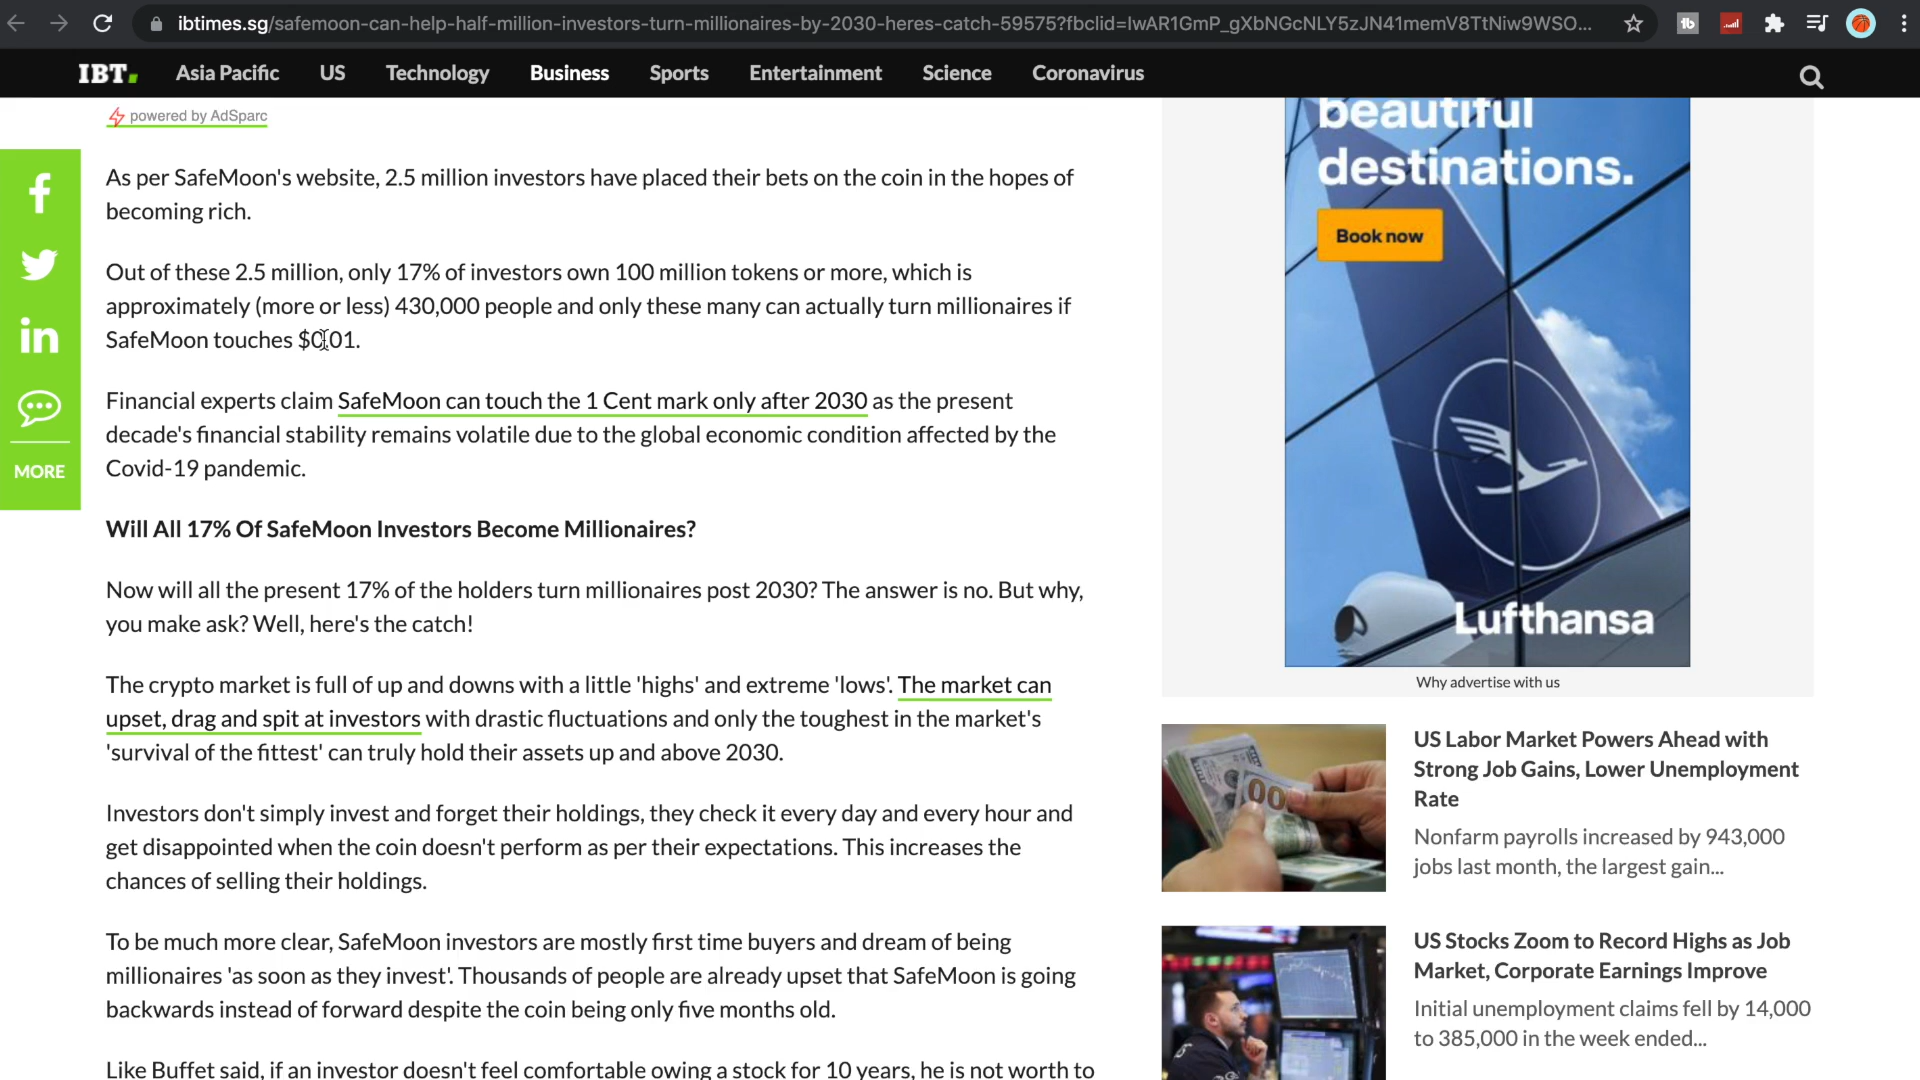 ibtimes.sg/safemoon-can-help-half-million-investors-turn-millionaires-by-2030-heres-catch-59575?fbclid=IwAR1GmP_gXbNGcNLY5zJN41memV8TtNiw9WSO...
tb
IBT.
Asia Pacific
US
Technology
Business
Sports
Entertainment
Science
Coronavirus
powered by AdSparc
MORE
As per SafeMoon's website, 2.5 million investors have placed their bets on the coin in the hopes of
becoming rich.
Out of these 2.5 million, only 17% of investors own 100 million tokens or more, which is
approximately (more or less) 430,000 people and only these many can actually turn millionaires if
SafeMoon touches $0.01.
Financial experts claim SafeMoon can touch the 1 Cent mark only after 2030 as the present
decade's financial stability remains volatile due to the global economic condition affected by the
Covid-19 pandemic.
Will All 17% Of SafeMoon Investors Become Millionaires?
Now will all the present 17% of the holders turn millionaires post 2030? The answer is no. But why,
you make ask? Well, here's the catch!
The crypto market is full of up and downs with a little 'highs' and extreme 'lows'. The market can
upset, drag and spit at investors with drastic fluctuations and only the toughest in the market's
'survival of the fittest' can truly hold their assets up and above 2030.
Investors don't simply invest and forget their holdings, they check it every day and every hour and
get disappointed when the coin doesn't perform as per their expectations. This increases the
chances of selling their holdings.
To be much more clear, SafeMoon investors are mostly first time buyers and dream of being
millionaires 'as soon as they invest'. Thousands of people are already upset that SafeMoon is going
backwards instead of forward despite the coin being only five months old.
Like Buffet said, if an investor doesn't feel comfortable owing a stock for 10 years, he is not worth to
beautiful
destinations.
Book now
Lufthansa
Why advertise with us
US Labor Market Powers Ahead with
Strong Job Gains, Lower Unemployment
Rate
Nonfarm payrolls increased by 943,000
jobs last month, the largest gain...
US Stocks Zoom to Record Highs as Job
Market, Corporate Earnings Improve
Initial unemployment claims fell by 14,000
to 385,000 in the week ended...